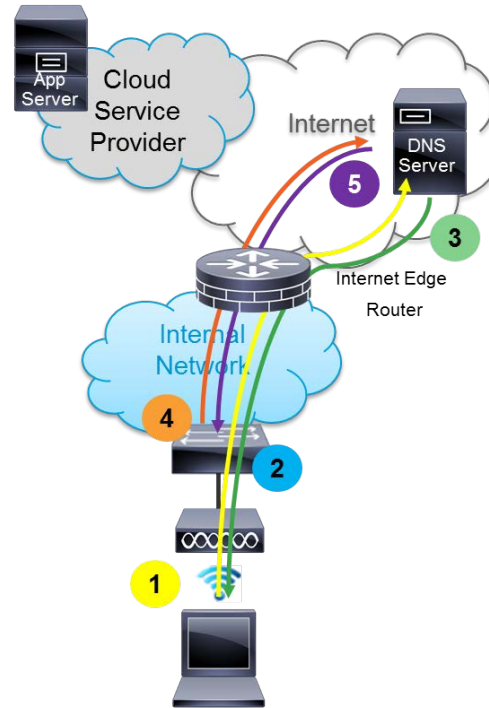 App
Server
Cloud
Service
Provider
Internet
DNS
Server
5
3
Internet Edge
Router
Internal
Network
4
2
1